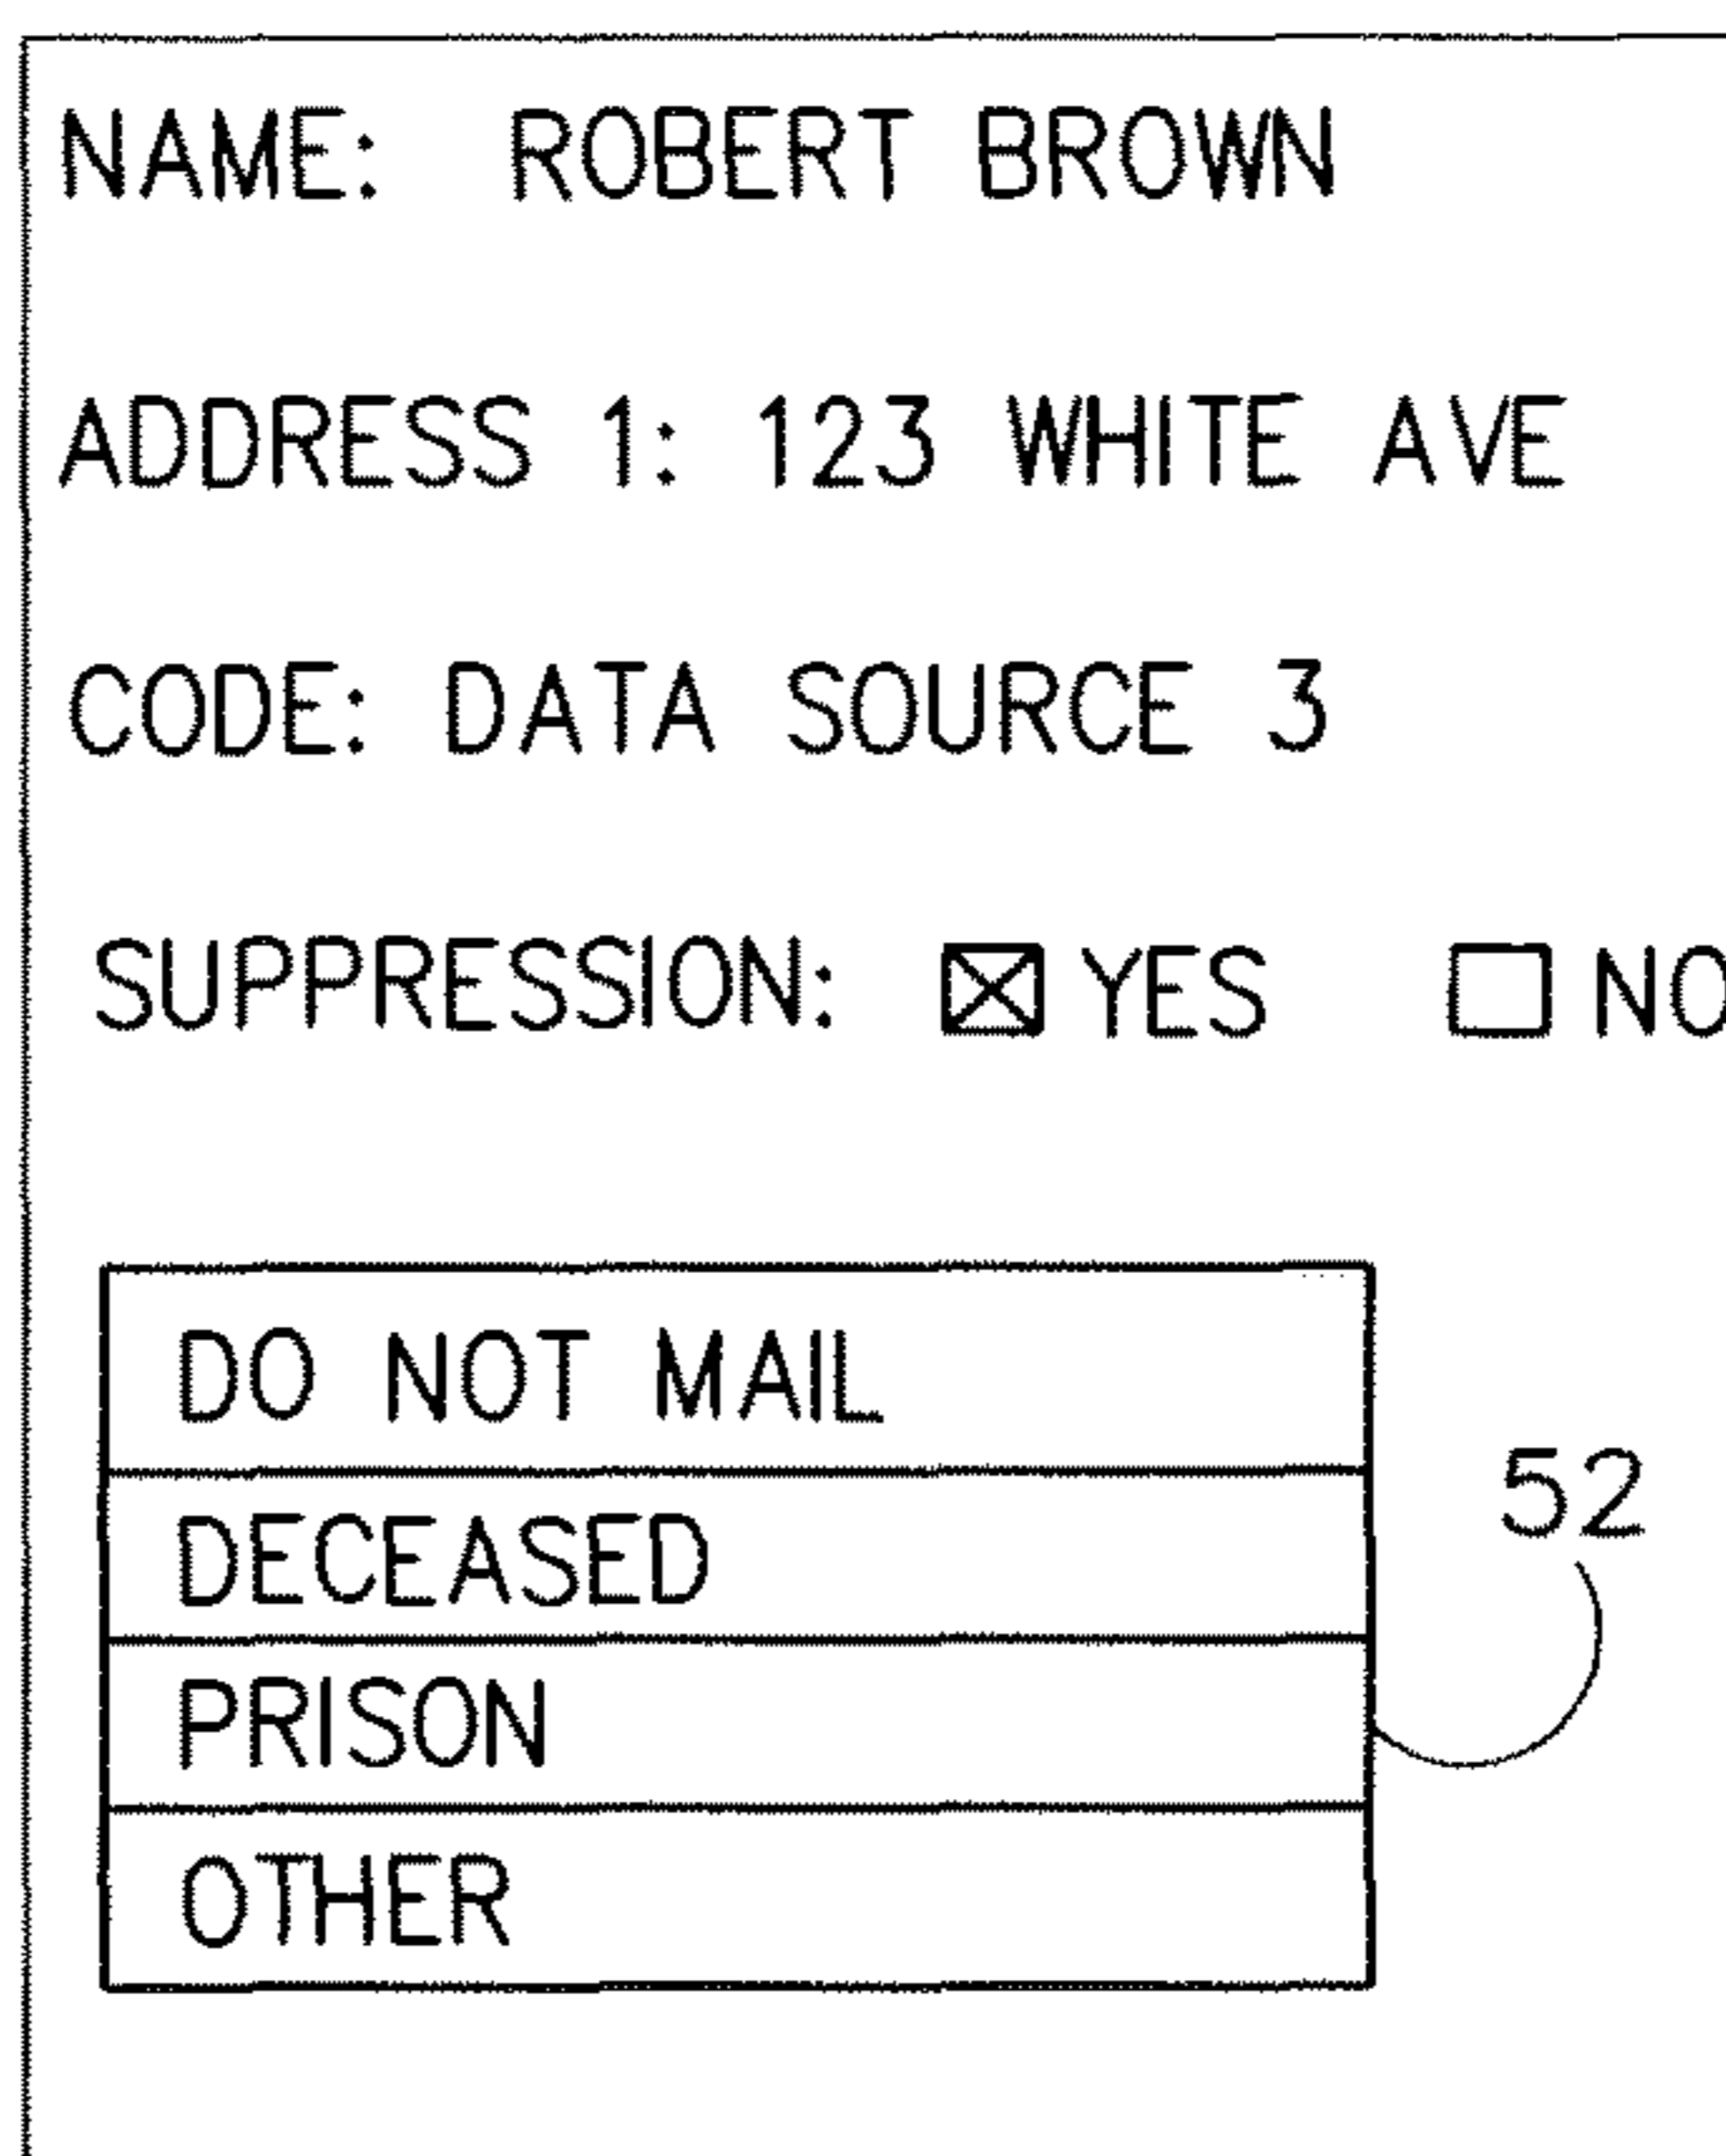 NAME: ROBERT BROWN
ADDRESS 1: 123 WHITE AVE
CODE: DATA SOURCE 3
SUPPRESSION: ☒ YES ☐ NO
DO NOT MAIL
DECEASED
52
PRISON
OTHER